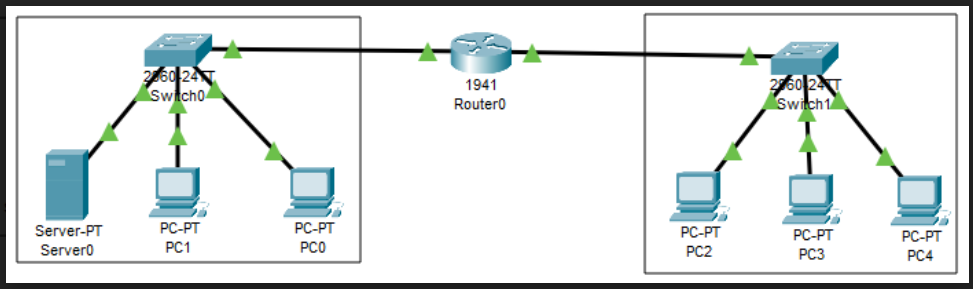 2960-24TT
Switch0
1941
Router0
2960-24TT
Switch1
Server-PT
Server0
PC-PT
PC1
PC-PT
PC0
PC-PT
PC2
PC-PT
PC3
PC-PT
PC4